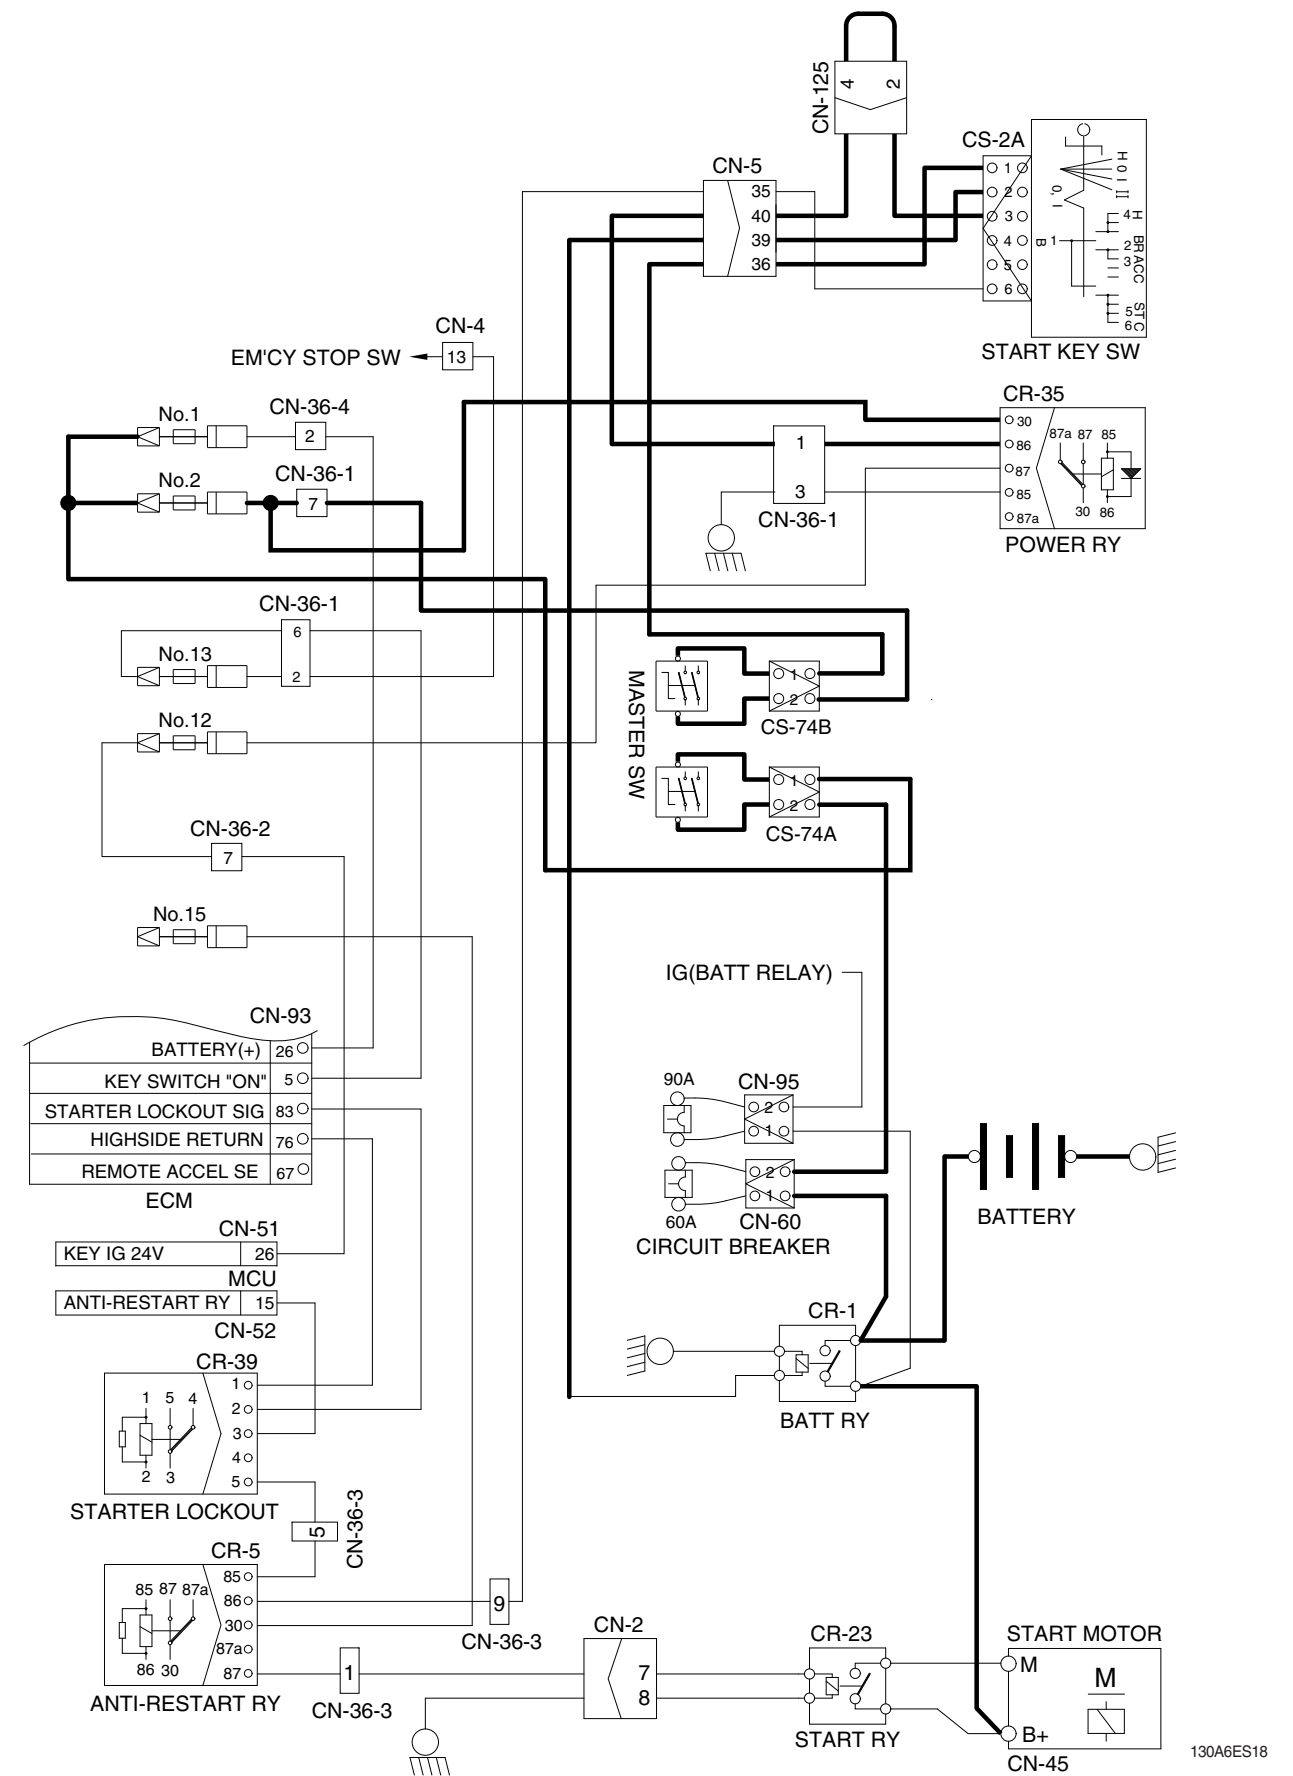 CN-125
4
2
CS-2A
CN-5
35
40
39
36
1
2
3
4
5
6
H
0
I
II
0, I
B
1
4
H
2
BR
3
ACC
5
ST
6
C
START KEY SW
CN-4
EM'CY STOP SW
13
CR-35
30
86
87
85
87a
87a 87 85
30 86
POWER RY
No.1
CN-36-4
2
No.2
CN-36-1
7
1
3
CN-36-1
CN-36-1
6
2
No.13
No.12
MASTER SW
1
2
CS-74B
1
2
CS-74A
CN-36-2
7
No.15
IG(BATT RELAY)
CN-93
BATTERY(+) 26
KEY SWITCH "ON" 5
STARTER LOCKOUT SIG 83
HIGHSIDE RETURN 76
REMOTE ACCEL SE 67
ECM
90A
CN-95
2
1
2
1
60A
CN-60
CIRCUIT BREAKER
BATTERY
CN-51
KEY IG 24V 26
MCU
ANTI-RESTART RY 15
CN-52
CR-1
BATT RY
CR-39
1
2
3
4
5
1 5 4
2 3
STARTER LOCKOUT
5
CN-36-3
CR-5
85
86
30
87a
87
85 87 87a
86 30
ANTI-RESTART RY
9
CN-36-3
1
CN-36-3
CN-2
7
8
CR-23
START RY
START MOTOR
M
M
B+
CN-45
130A6ES18